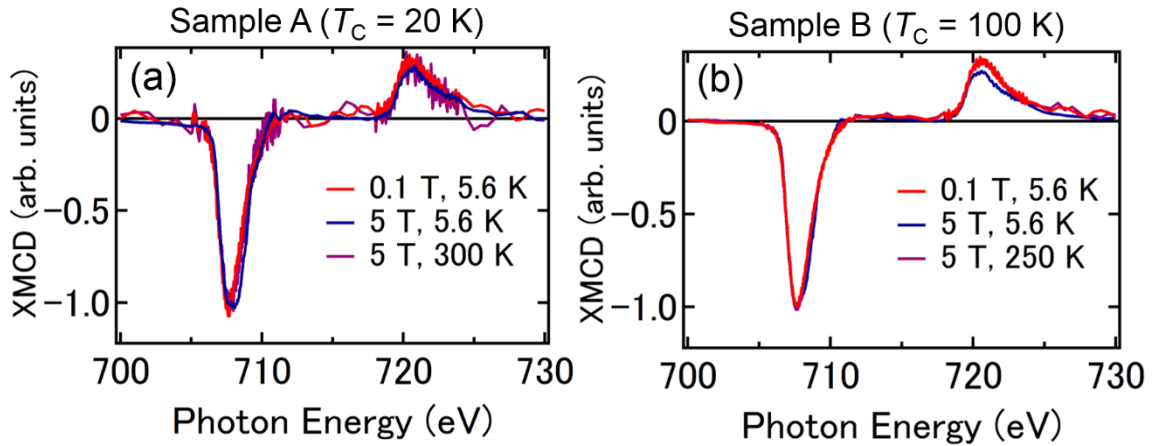 Sample A (TC = 20 K)
(a)
XMCD (arb. units)
0
−0.5
−1.0
0.1 T, 5.6 K
5 T, 5.6 K
5 T, 300 K
700
710
720
730
Photon Energy (eV)
Sample B (TC = 100 K)
(b)
XMCD (arb. units)
0
−0.5
−1.0
0.1 T, 5.6 K
5 T, 5.6 K
5 T, 250 K
700
710
720
730
Photon Energy (eV)